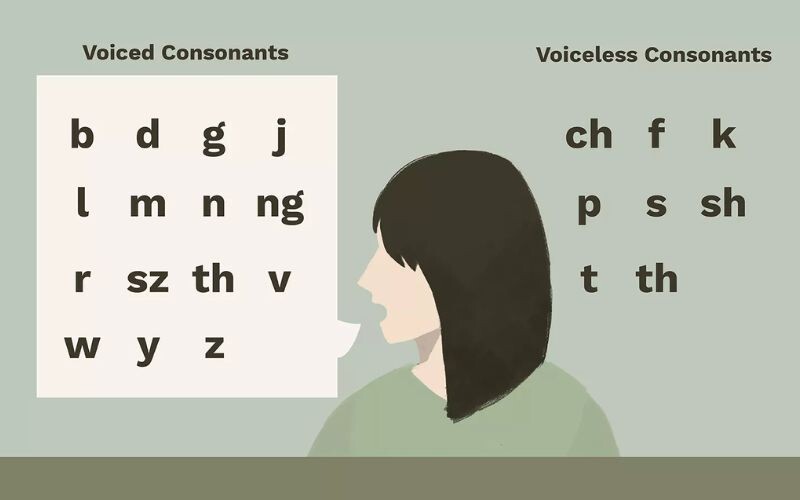 Voiced Consonants
b d g j
l m n ng
r sz th v
w y z
Voiceless Consonants
ch f k
p s sh
t th